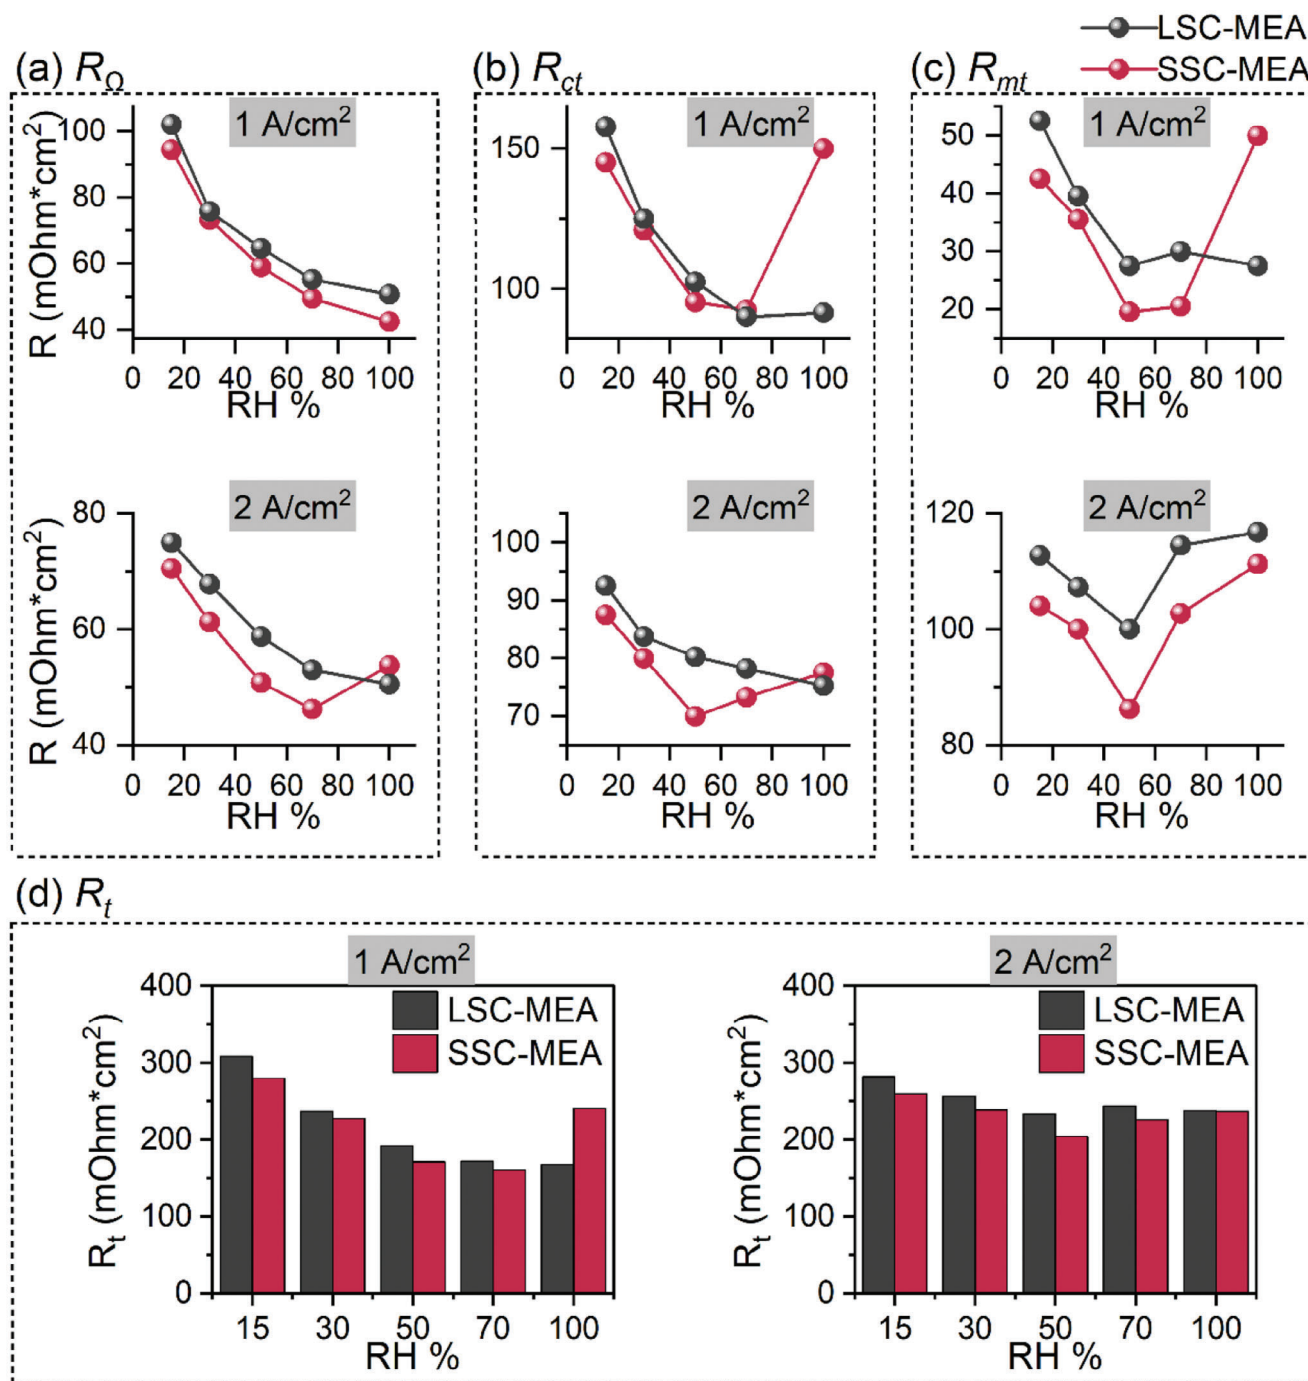 LSC-MEA
SSC-MEA
(a) R_Ω
(b) R_ct
(c) R_mt
1 A/cm²
1 A/cm²
1 A/cm²
R (mOhm*cm²)
100
80
60
40
0 20 40 60 80 100
RH %
150
100
0 20 40 60 80 100
RH %
50
40
30
20
0 20 40 60 80 100
RH %
2 A/cm²
2 A/cm²
2 A/cm²
R (mOhm*cm²)
80
60
40
0 20 40 60 80 100
RH %
100
90
80
70
0 20 40 60 80 100
RH %
120
100
80
0 20 40 60 80 100
RH %
(d) R_t
1 A/cm²
R_t (mOhm*cm²)
400
300
200
100
0
LSC-MEA
SSC-MEA
15 30 50 70 100
RH %
2 A/cm²
R_t (mOhm*cm²)
400
300
200
100
0
LSC-MEA
SSC-MEA
15 30 50 70 100
RH %